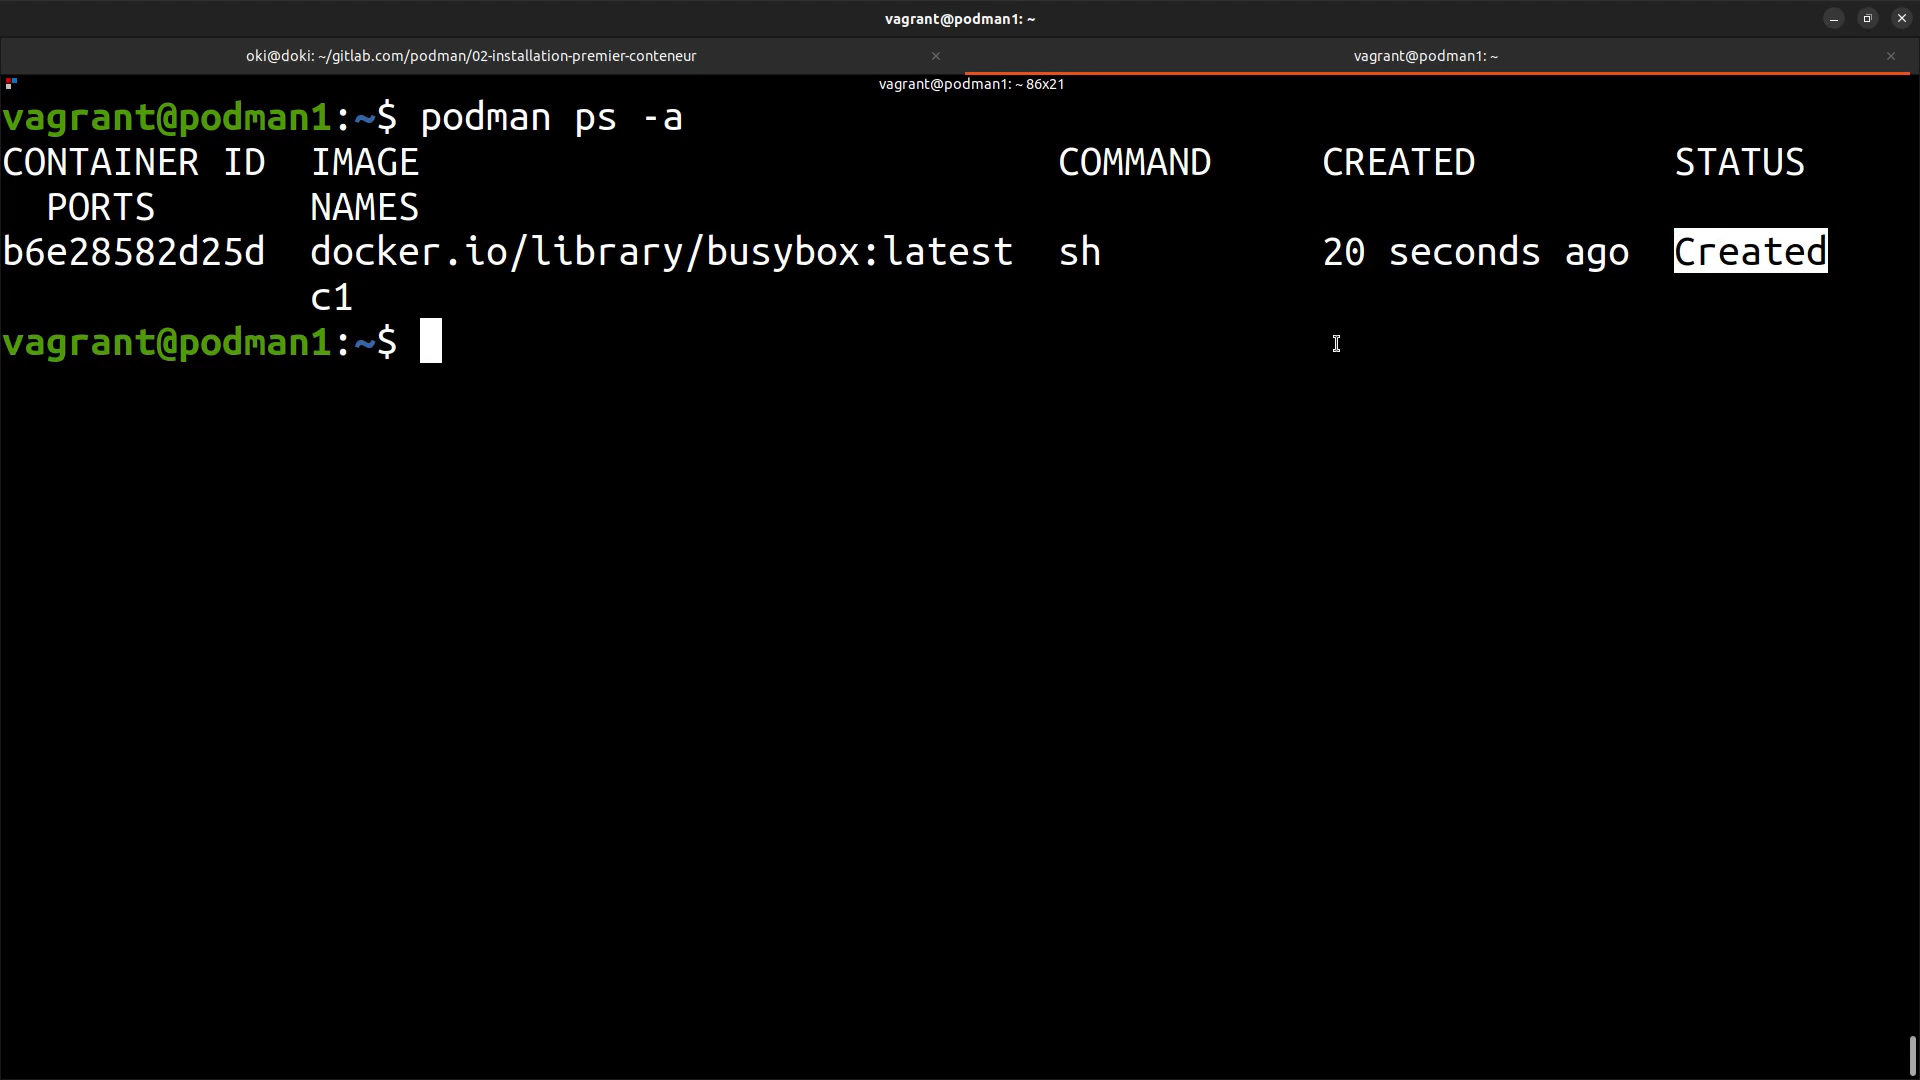 vagrant@podman1: ~
oki@doki: ~/gitlab.com/podman/02-installation-premier-conteneur × vagrant@podman1: ~ ×
vagrant@podman1: ~ 86x21
vagrant@podman1:~$ podman ps -a
CONTAINER ID  IMAGE                             COMMAND     CREATED         STATUS
  PORTS       NAMES
b6e28582d25d  docker.io/library/busybox:latest  sh          20 seconds ago  Created
              c1
vagrant@podman1:~$